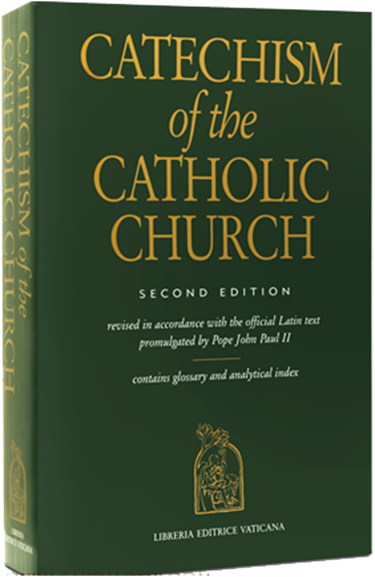 CATECHISM
of the
CATHOLIC
CHURCH
SECOND EDITION
revised in accordance with the official Latin text
promulgated by Pope John Paul II
contains glossary and analytical index
LIBRERIA EDITRICE VATICANA
CATECHISM of the
CATHOLIC CHURCH
LIBRERIA
EDITRICE VATICANA